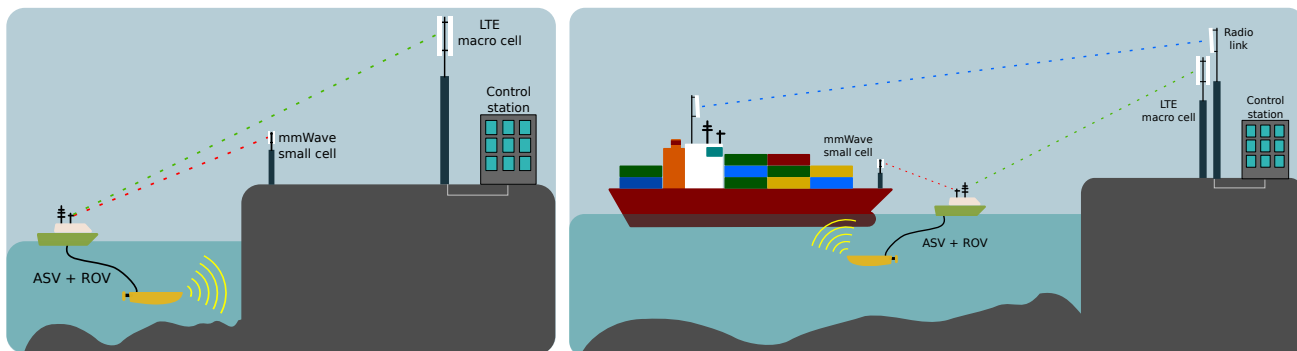 LTE
macro cell
Control
station
mmWave
small cell
ASV + ROV
Radio
link
LTE
macro cell
Control
station
mmWave
small cell
ASV + ROV